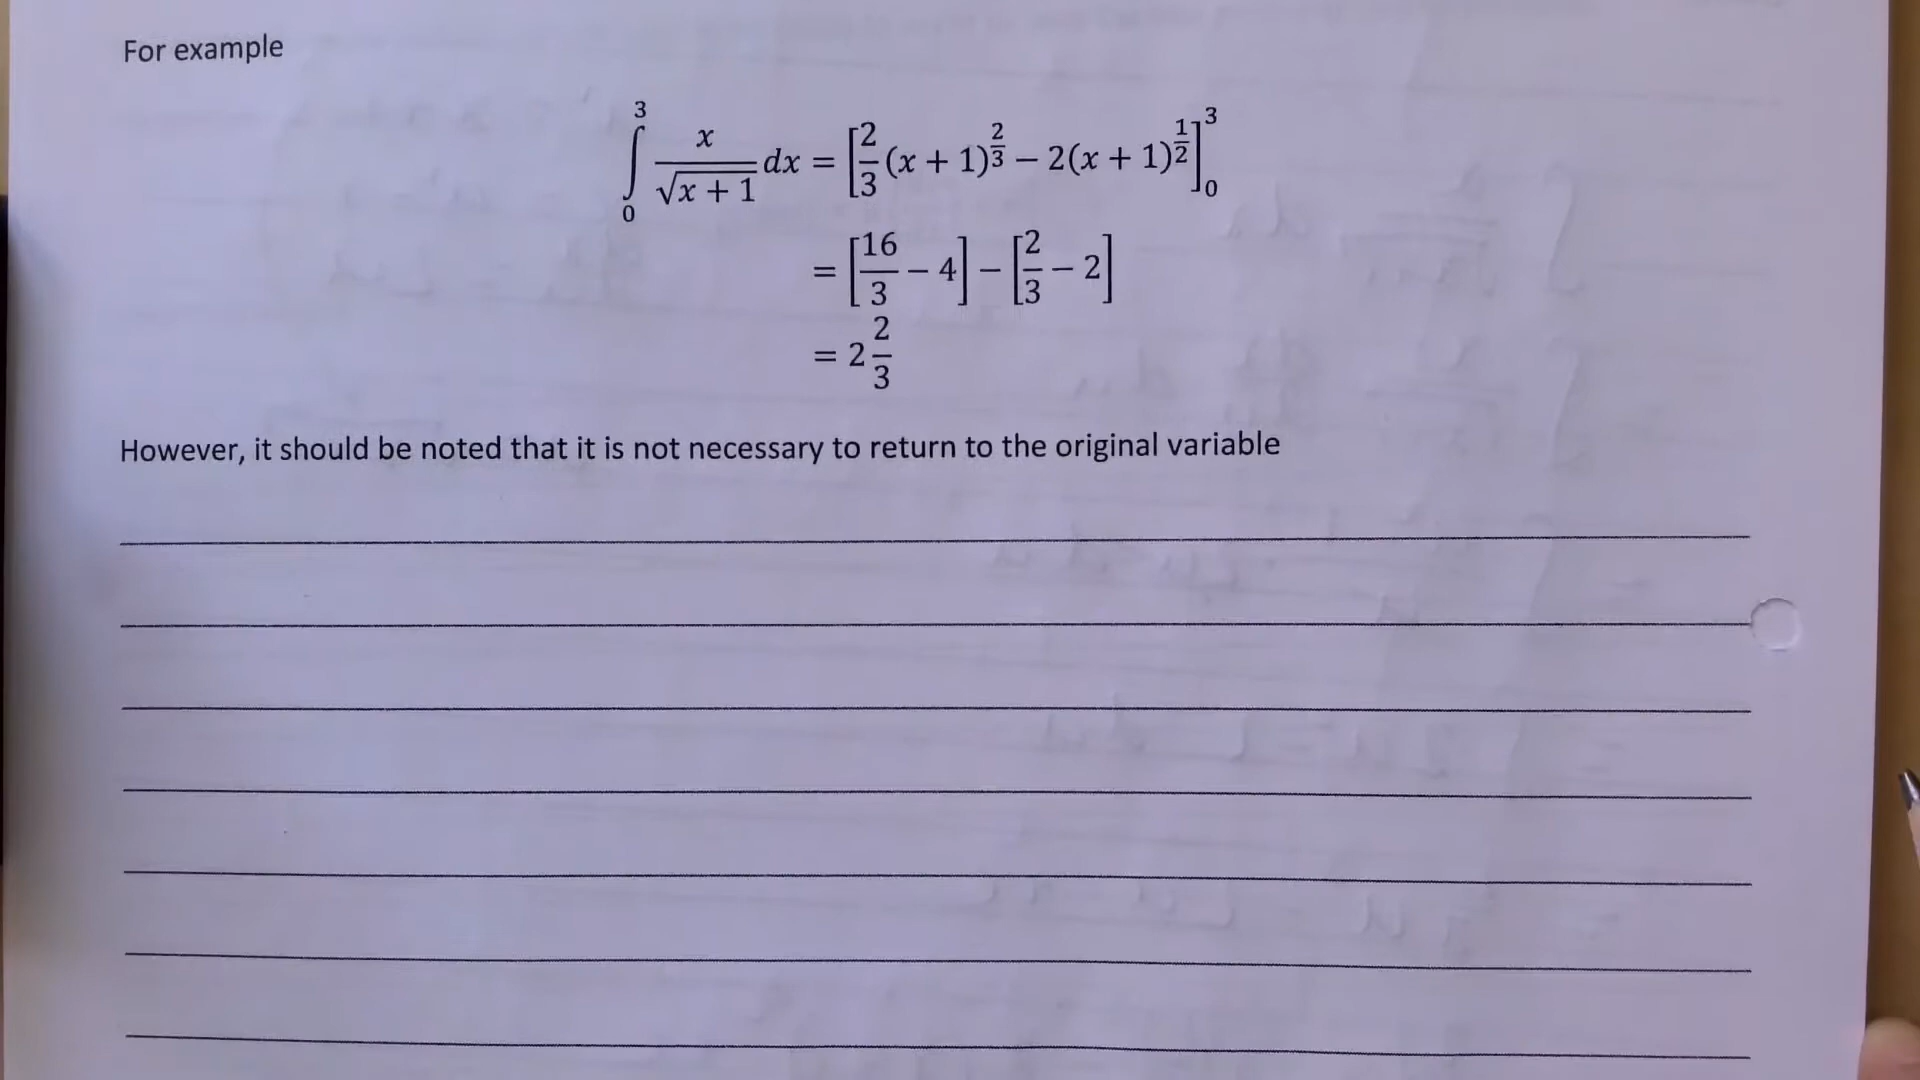 For example
∫₀³ x/√(x + 1) dx = [2/3 (x + 1)^(2/3) − 2(x + 1)^(1/2)]₀³
= [16/3 − 4] − [2/3 − 2]
= 2 2/3
However, it should be noted that it is not necessary to return to the original variable